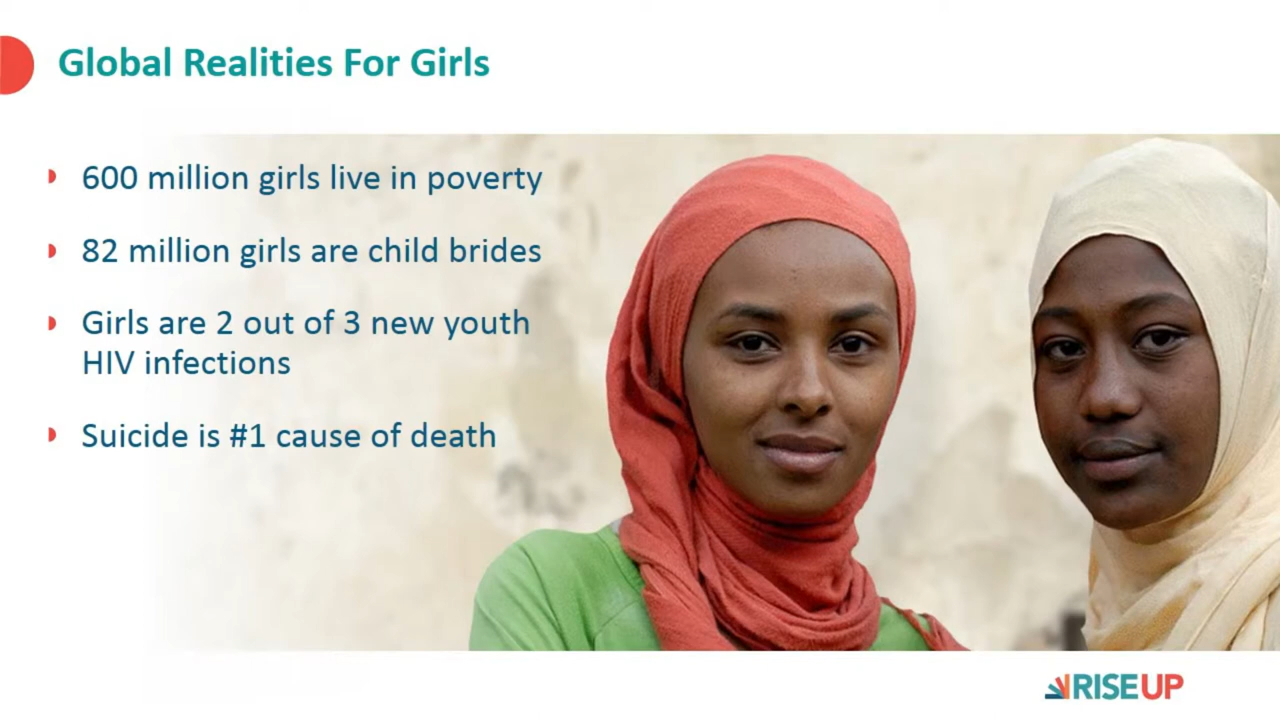 Global Realities For Girls
600 million girls live in poverty
82 million girls are child brides
Girls are 2 out of 3 new youth
HIV infections
Suicide is #1 cause of death
RISEUP